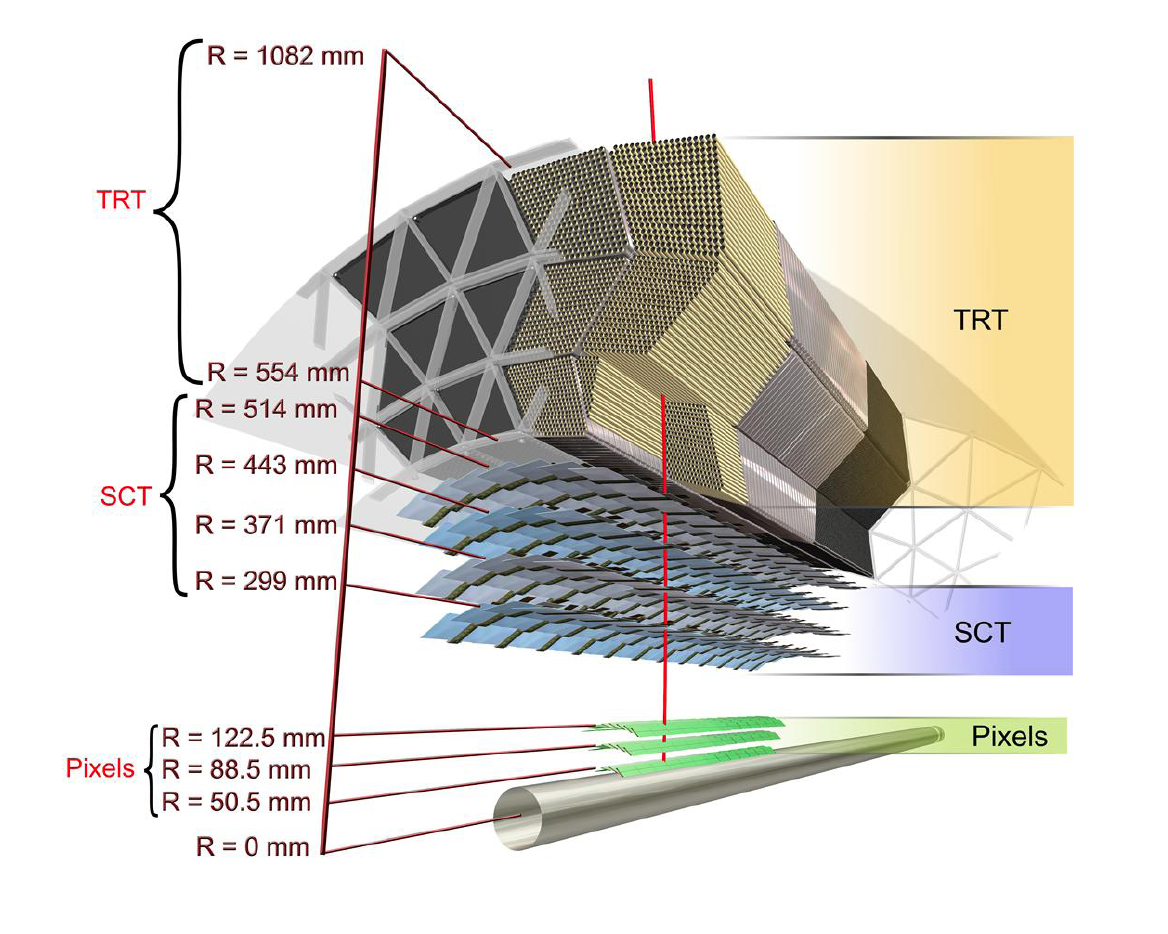 R = 1082 mm
TRT
R = 554 mm
R = 514 mm
R = 443 mm
SCT
R = 371 mm
R = 299 mm
R = 122.5 mm
Pixels
R = 88.5 mm
R = 50.5 mm
R = 0 mm
TRT
SCT
Pixels